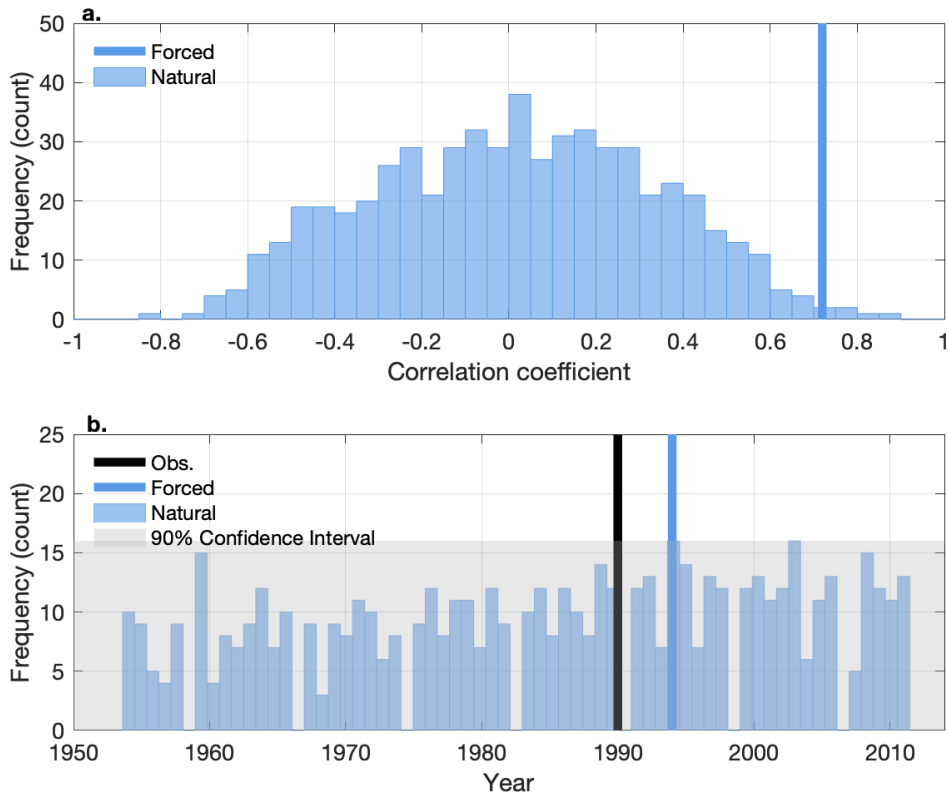 a.
50
40
30
20
10
0
Frequency (count)
Forced
Natural
-1 -0.8 -0.6 -0.4 -0.2 0 0.2 0.4 0.6 0.8 1
Correlation coefficient
b.
25
20
15
10
5
0
Frequency (count)
Obs.
Forced
Natural
90% Confidence Interval
1950 1960 1970 1980 1990 2000 2010
Year